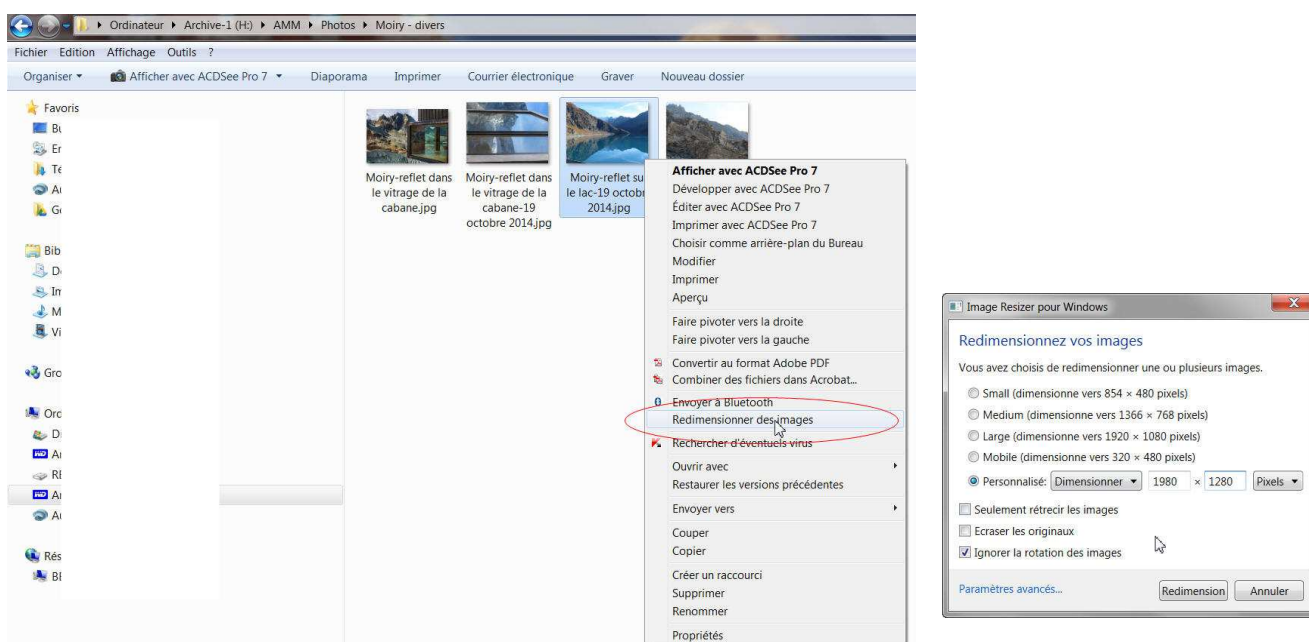 Ordinateur Archive-1 (H:) AMM Photos Moiry - divers
Fichier Edition Affichage Outils ?
Organiser Afficher avec ACDSee Pro 7 Diaporama Imprimer Courrier électronique Graver Nouveau dossier
Favoris
Bib
Gro
Ord
Rés
Moiry-reflet dans
le vitrage de la
cabane.jpg
Moiry-reflet dans
le vitrage de la
cabane-19
octobre 2014.jpg
Moiry-reflet su
le lac-19 octob
2014.jpg
Afficher avec ACDSee Pro 7
Développer avec ACDSee Pro 7
Éditer avec ACDSee Pro 7
Imprimer avec ACDSee Pro 7
Choisir comme arrière-plan du Bureau
Modifier
Imprimer
Aperçu
Faire pivoter vers la droite
Faire pivoter vers la gauche
Convertir au format Adobe PDF
Combiner des fichiers dans Acrobat...
Envoyer à Bluetooth
Redimensionner des images
Rechercher d'éventuels virus
Ouvrir avec
Restaurer les versions précédentes
Envoyer vers
Couper
Copier
Créer un raccourci
Supprimer
Renommer
Propriétés
Image Resizer pour Windows
X
Redimensionnez vos images
Vous avez choisis de redimensionner une ou plusieurs images.
Small (dimensionne vers 854 × 480 pixels)
Medium (dimensionne vers 1366 × 768 pixels)
Large (dimensionne vers 1920 × 1080 pixels)
Mobile (dimensionne vers 320 × 480 pixels)
Personnalisé: Dimensionner 1980 × 1280 Pixels
Seulement rétrecir les images
Ecraser les originaux
Ignorer la rotation des images
Paramètres avancés... Redimension Annuler